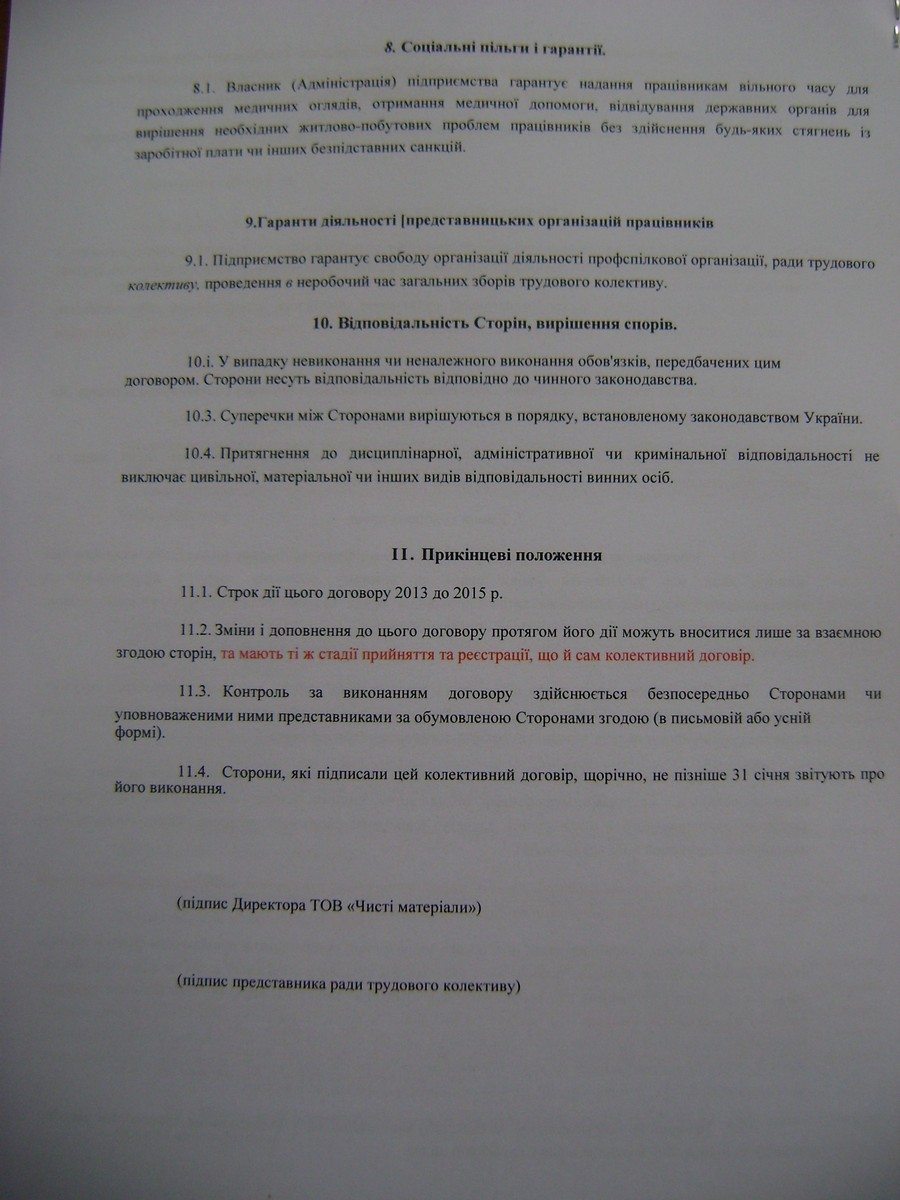 8. Соціальні пільги і гарантії.
8.1. Власник (Адміністрація) підприємства гарантує надання працівникам вільного часу для
проходження медичних оглядів, отримання медичної допомоги, відвідування державних органів для
вирішення необхідних житлово-побутових проблем працівників без здійснення будь-яких стягнень із
заробітної плати чи інших безпідставних санкцій.
9.Гаранти діяльності |представницьких організацій працівників
9.1. Підприємство гарантує свободу організації діяльності профспілкової організації, ради трудового
колективу, проведення в неробочий час загальних зборів трудового колективу.
10. Відповідальність Сторін, вирішення спорів.
10.і. У випадку невиконання чи неналежного виконання обов'язків, передбачених цим
договором. Сторони несуть відповідальність відповідно до чинного законодавства.
10.3. Суперечки між Сторонами вирішуються в порядку, встановленому законодавством України.
10.4. Притягнення до дисциплінарної, адміністративної чи кримінальної відповідальності не
виключає цивільної, матеріальної чи інших видів відповідальності винних осіб.
II. Прикінцеві положення
11.1. Строк дії цього договору 2013 до 2015 р.
11.2. Зміни і доповнення до цього договору протягом його дії можуть вноситися лише за взаємною
згодою сторін, та мають ті ж стадії прийняття та реєстрації, що й сам колективний договір.
11.3. Контроль за виконанням договору здійснюється безпосередньо Сторонами чи
уповноваженими ними представниками за обумовленою Сторонами згодою (в письмовій або усній
формі).
11.4. Сторони, які підписали цей колективний договір, щорічно, не пізніше 31 січня звітують про
його виконання.
(підпис Директора ТОВ «Чисті матеріали»)
(підпис представника ради трудового колективу)